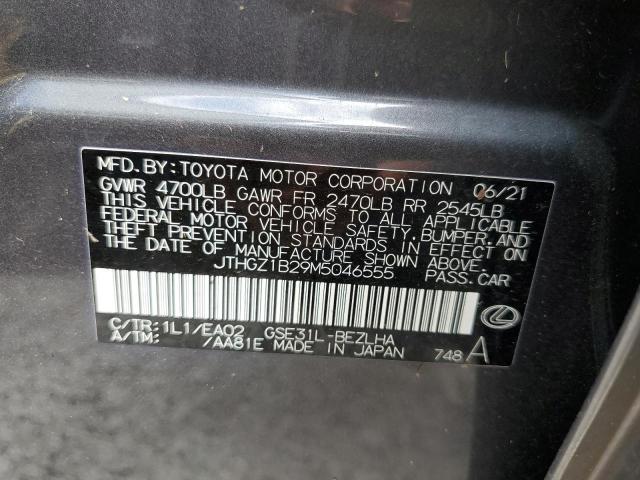 MFD.BY:TOYOTA MOTOR CORPORATION 06/21
GVWR 4700LB GAWR FR 2470LB RR 2545LB
THIS VEHICLE CONFORMS TO ALL APPLICABLE
FEDERAL MOTOR VEHICLE SAFETY,BUMPER,AND
THEFT PREVENTION STANDARDS IN EFFECT ON
THE DATE OF MANUFACTURE SHOWN ABOVE.
JTHGZ1B29M5046555 PASS.CAR
C/TR:1L1/EA02 GSE31L-BEZLHA
A/TM: /AA81E MADE IN JAPAN 748 A